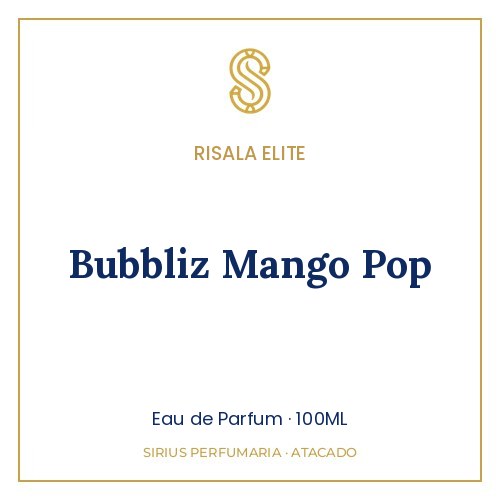 RISALA ELITE
Bubbliz Mango Pop
Eau de Parfum · 100ML
SIRIUS PERFUMARIA · ATACADO